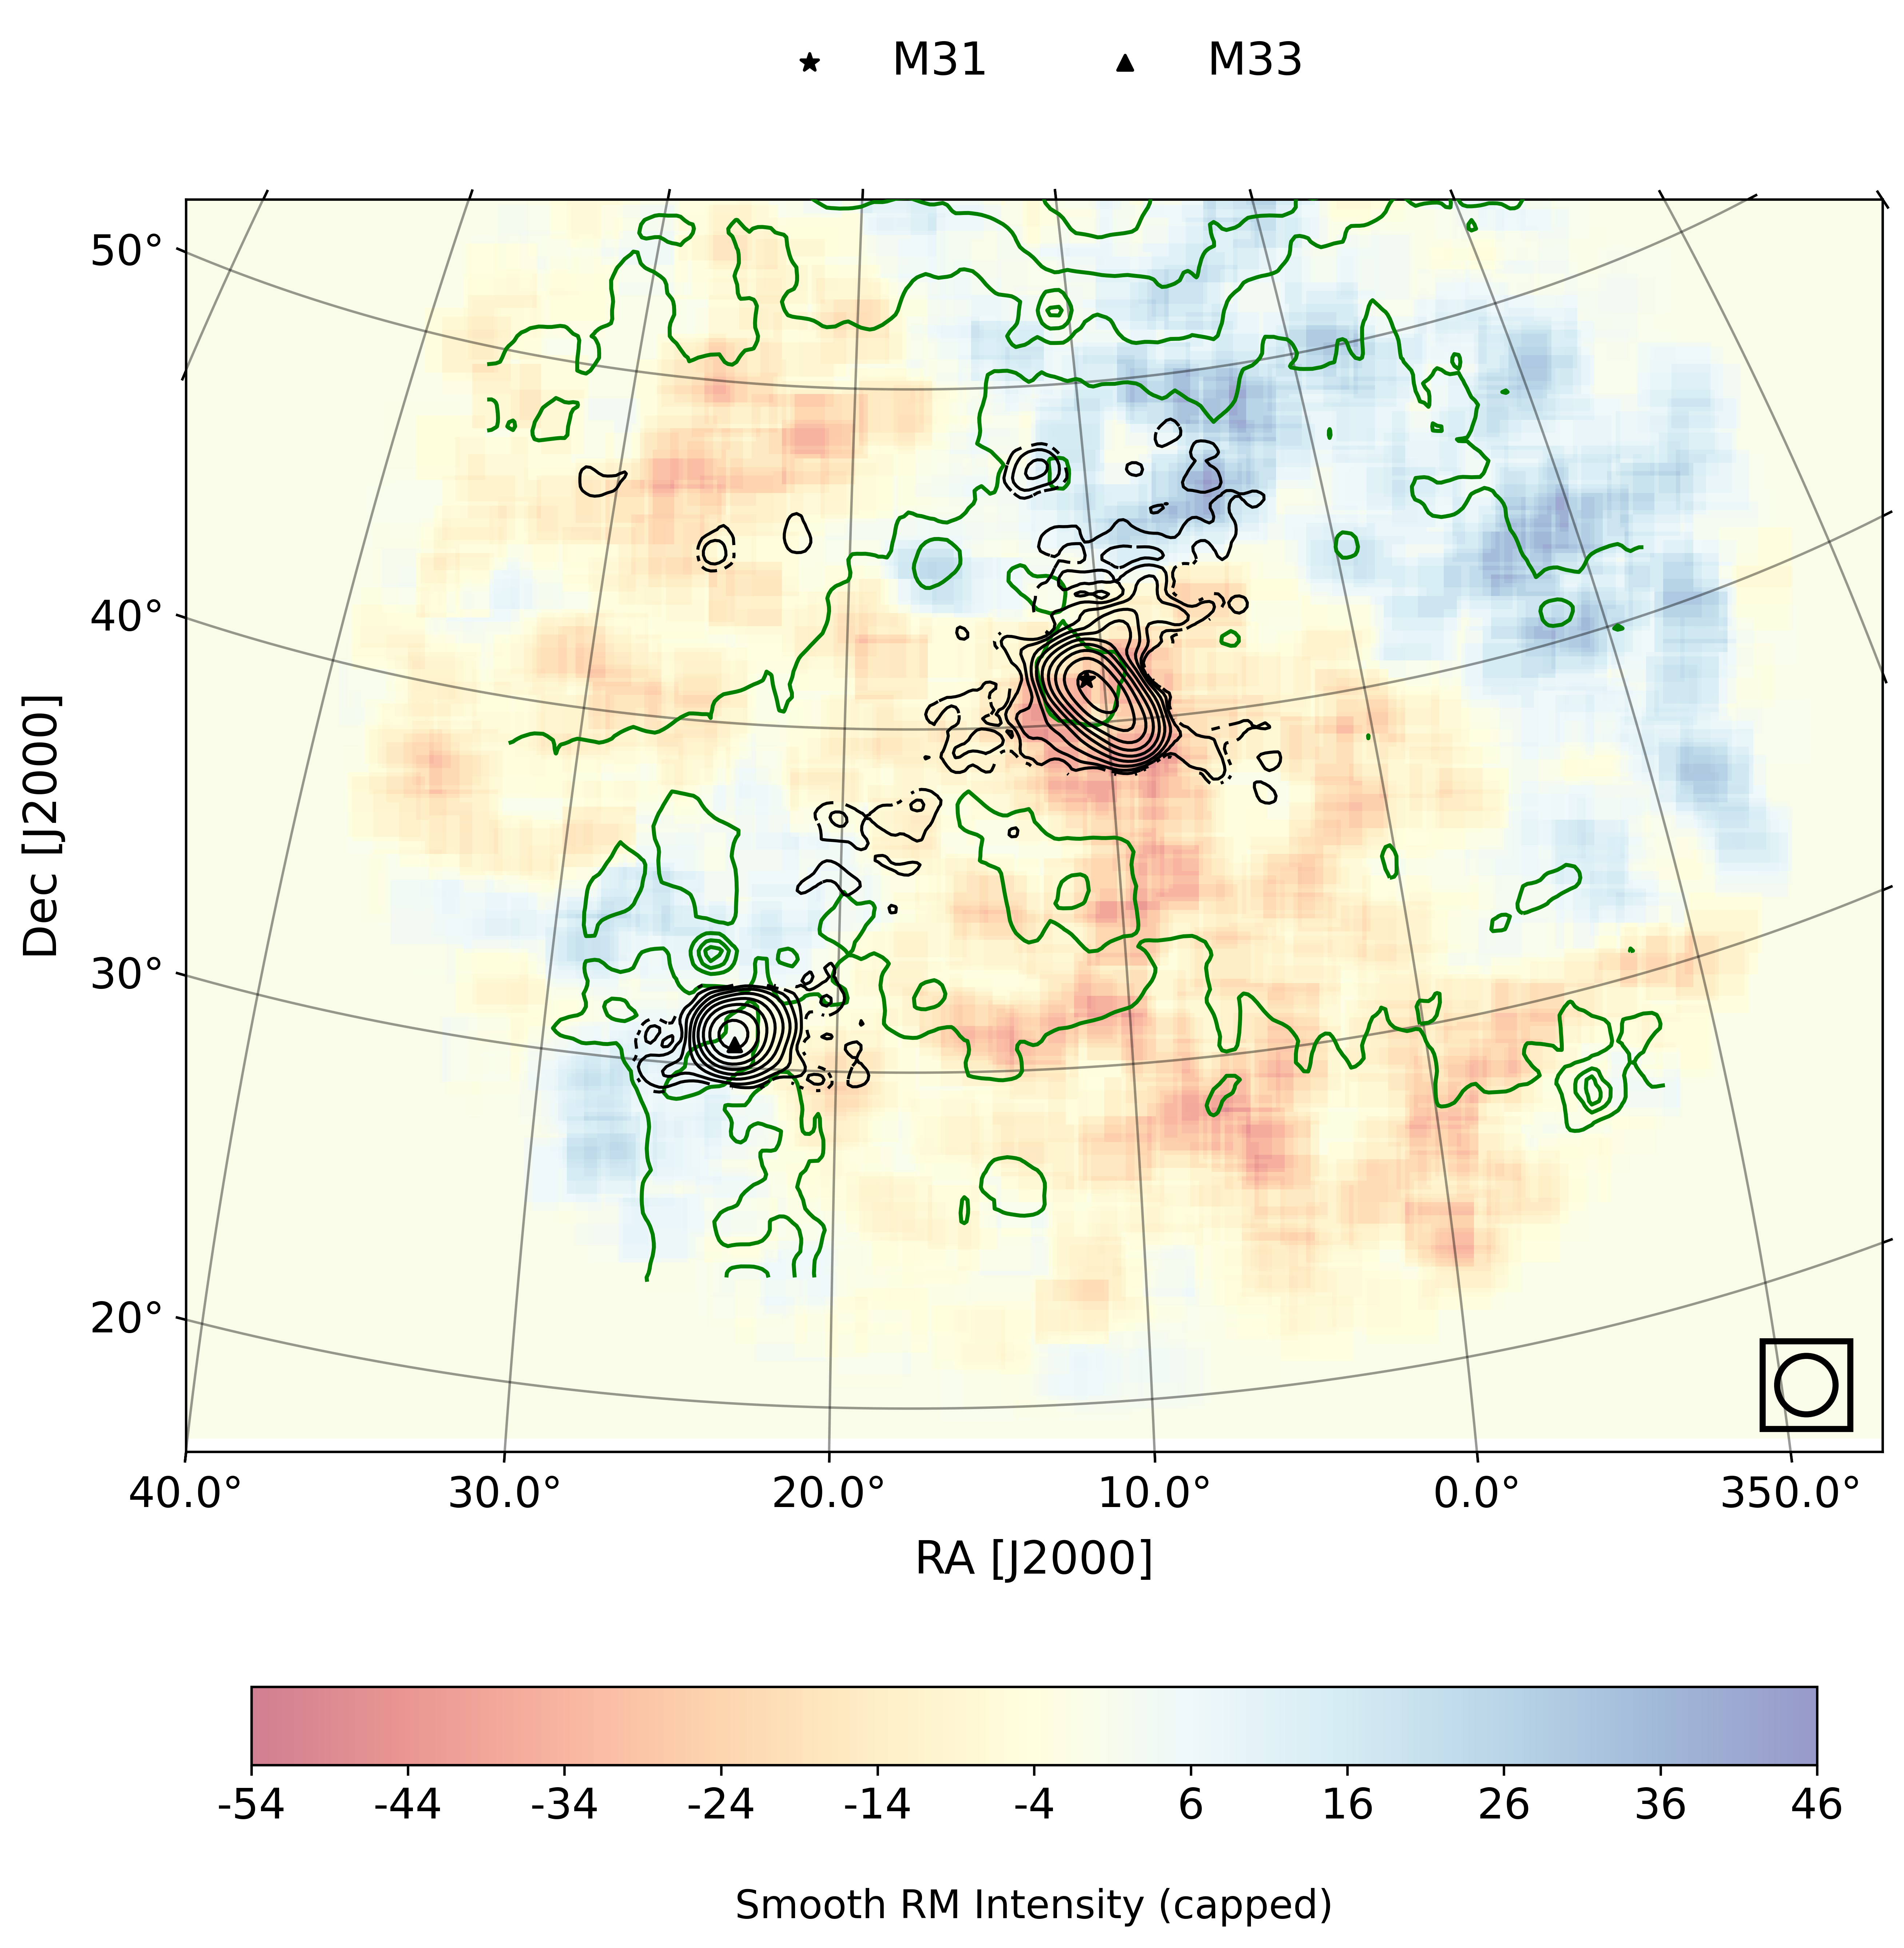 M31 M33
50°
40°
30°
20°
Dec [J2000]
40.0° 30.0° 20.0° 10.0° 0.0° 350.0°
RA [J2000]
-54 -44 -34 -24 -14 -4 6 16 26 36 46
Smooth RM Intensity (capped)